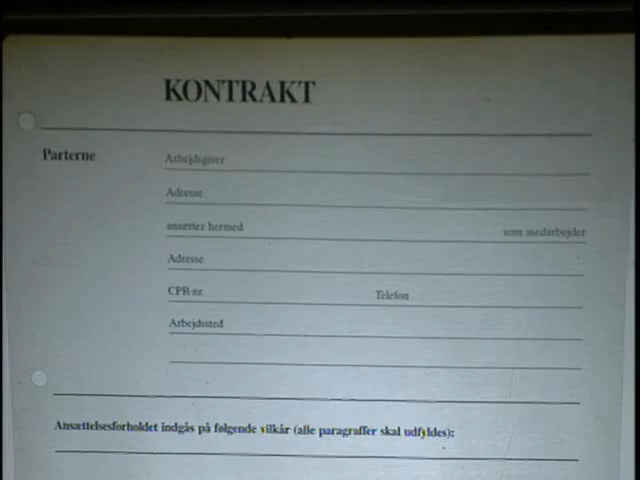 KONTRAKT
Parterne
Arbejdsgiver
Adresse
ansætter hermed som medarbejder
Adresse
CPR-nr. Telefon
Arbejdssted
Ansættelsesforholdet indgås på følgende vilkår (alle paragraffer skal udfyldes):